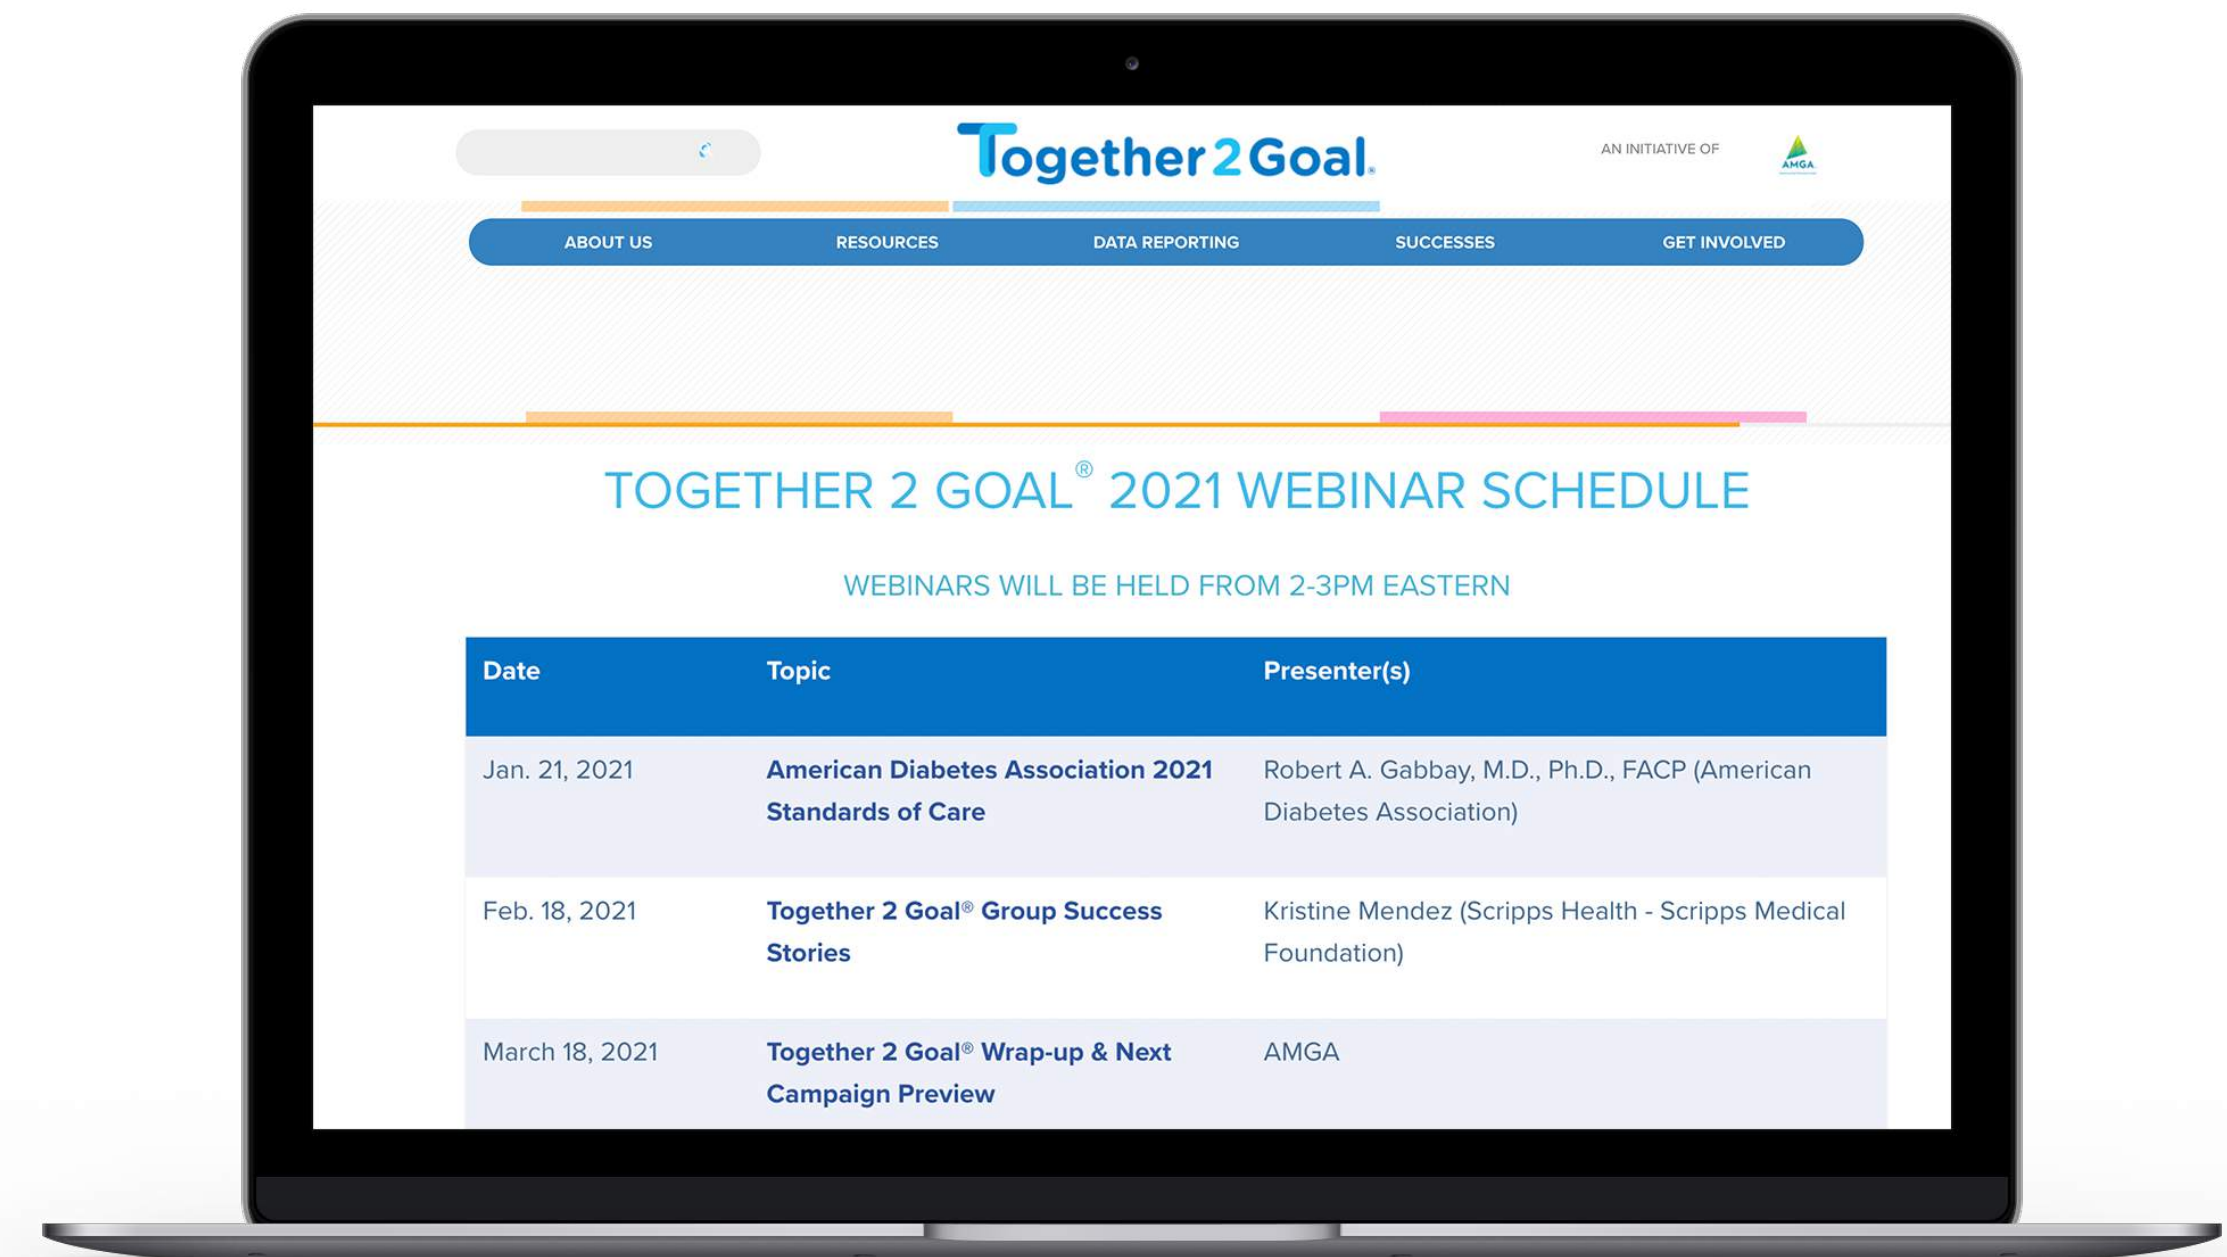 Together 2 Goal®
AN INITIATIVE OF
AMGA
ABOUT US
RESOURCES
DATA REPORTING
SUCCESSES
GET INVOLVED
TOGETHER 2 GOAL® 2021 WEBINAR SCHEDULE
WEBINARS WILL BE HELD FROM 2-3PM EASTERN
Date
Topic
Presenter(s)
Jan. 21, 2021
American Diabetes Association 2021
Standards of Care
Robert A. Gabbay, M.D., Ph.D., FACP (American
Diabetes Association)
Feb. 18, 2021
Together 2 Goal® Group Success
Stories
Kristine Mendez (Scripps Health - Scripps Medical
Foundation)
March 18, 2021
Together 2 Goal® Wrap-up & Next
Campaign Preview
AMGA